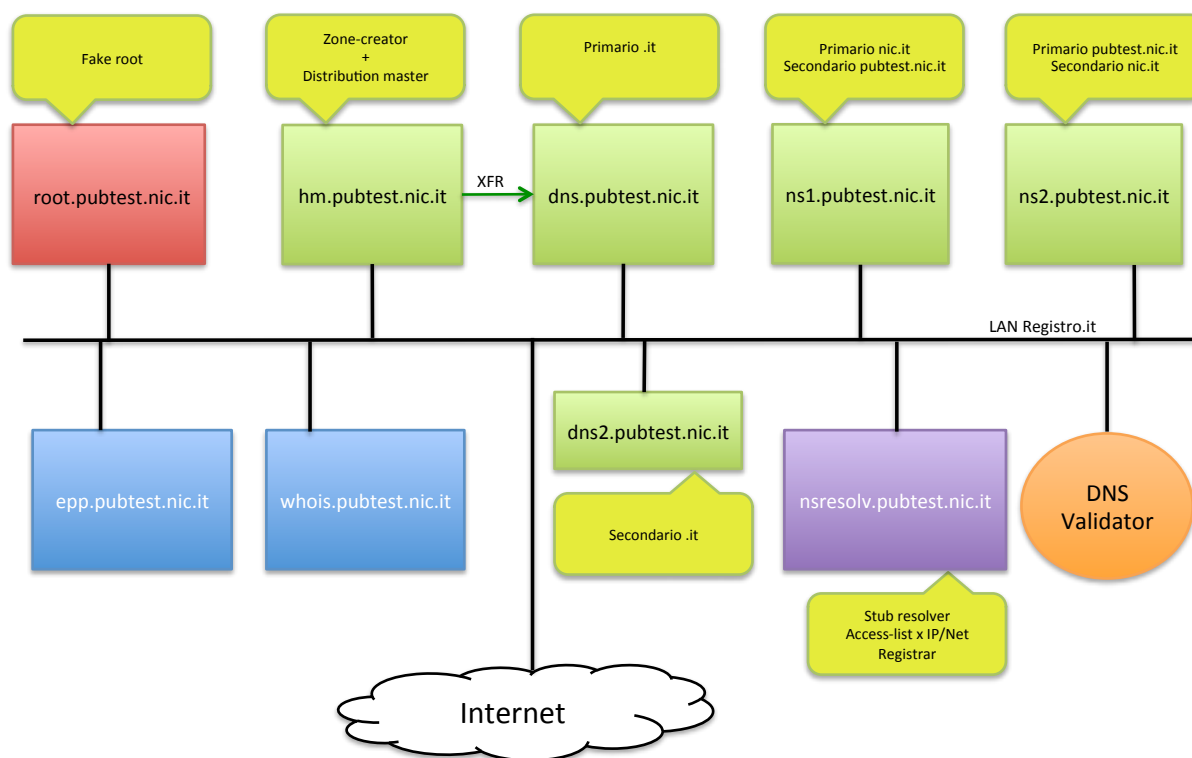 Fake root
Zone-creator
+
Distribution master
Primario .it
Primario nic.it
Secondario pubtest.nic.it
Primario pubtest.nic.it
Secondario nic.it
root.pubtest.nic.it
hm.pubtest.nic.it
XFR
dns.pubtest.nic.it
ns1.pubtest.nic.it
ns2.pubtest.nic.it
LAN Registro.it
epp.pubtest.nic.it
whois.pubtest.nic.it
dns2.pubtest.nic.it
Secondario .it
nsresolv.pubtest.nic.it
Stub resolver
Access-list x IP/Net
Registrar
DNS
Validator
Internet